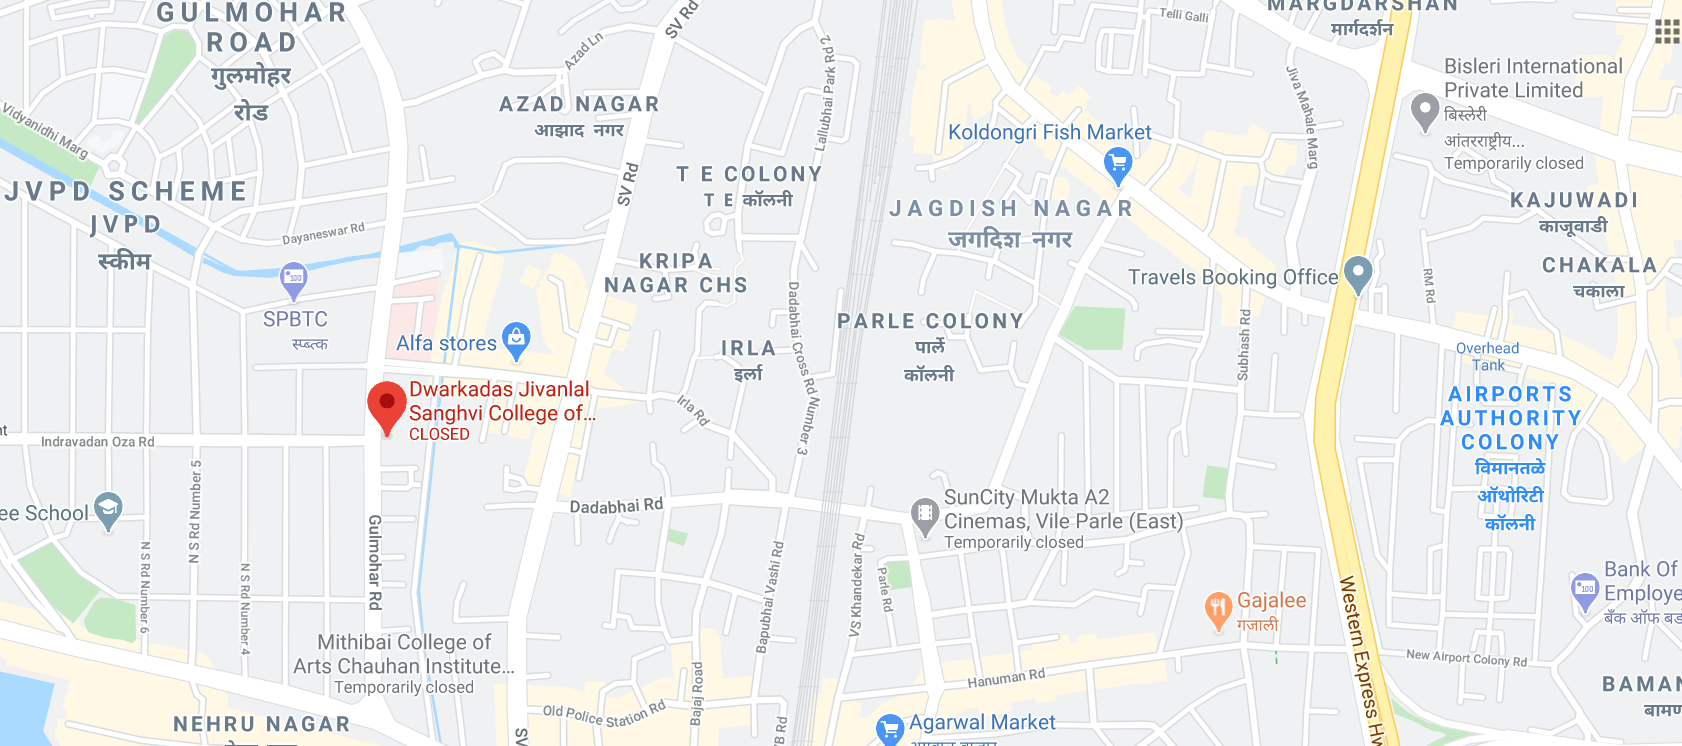 GULMOHAR
ROAD
गुलमोहर
रोड
Vidyanidhi Marg
JVPD SCHEME
JVPD
स्कीम
Dayaneswar Rd
SPBTC
स्प्ब्त्क
Azad Ln
SV Rd
AZAD NAGAR
आझाद नगर
SV Rd
T E COLONY
T E कॉलनी
Lallubhai Park Rd 2
KRIPA
NAGAR CHS
Alfa stores
IRLA
इर्ला
Irla Rd
Dadabhai Cross Rd Number 3
Dwarkadas Jivanlal
Sanghvi College of...
CLOSED
Indravadan Oza Rd
ee School
N S Rd Number 5
N S Rd Number 6
N S Rd Number 4
Gulmohar Rd
Dadabhai Rd
Mithibai College of
Arts Chauhan Institute...
Temporarily closed
NEHRU NAGAR
Old Police Station Rd
Bajaj Road
Bapubhai Vashi Rd
VS Khandekar Rd
Parle Rd
SV
Telli Galli
MARGDARSHAN
मार्गदर्शन
Koldongri Fish Market
JAGDISH NAGAR
जगदिश नगर
Jiva Mahale Marg
Bisleri International
Private Limited
बिस्लेरी
आंतरराष्ट्रीय...
Temporarily closed
KAJUWADI
काजूवाडी
CHAKALA
चकाला
Travels Booking Office
RM Rd
PARLE COLONY
पार्ले
कॉलनी
Subhash Rd
Overhead
Tank
AIRPORTS
AUTHORITY
COLONY
विमानतळे
ऑथोरिटी
कॉलनी
SunCity Mukta A2
Cinemas, Vile Parle (East)
Temporarily closed
Gajalee
गजाली
Bank Of
Employe
बँक ऑफ बड
Western Express Hw
New Airport Colony Rd
Hanuman Rd
Agarwal Market
BAMAN
बामण